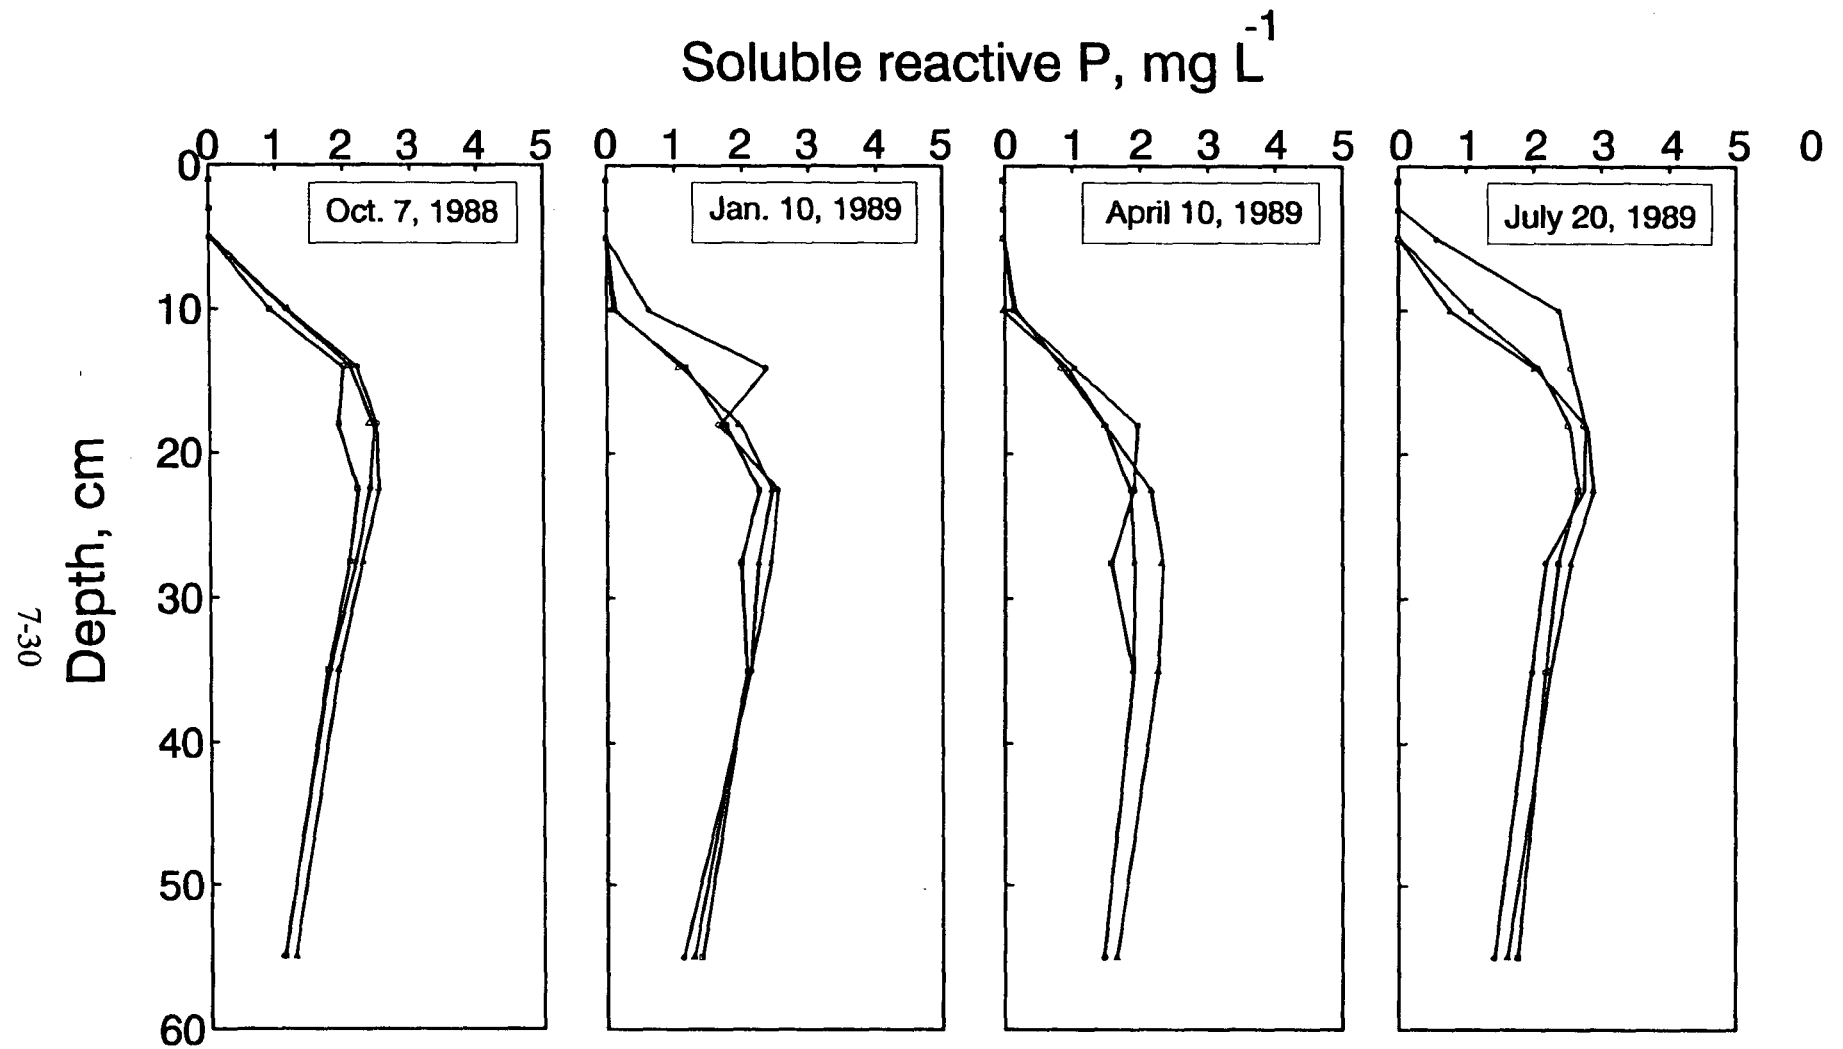 Soluble reactive P, mg L-1
0 1 2 3 4 5 0 1 2 3 4 5 0 1 2 3 4 5 0 1 2 3 4 5 0
0
Oct. 7, 1988
Jan. 10, 1989
April 10, 1989
July 20, 1989
10
20
30
40
50
60
Depth, cm
7-30